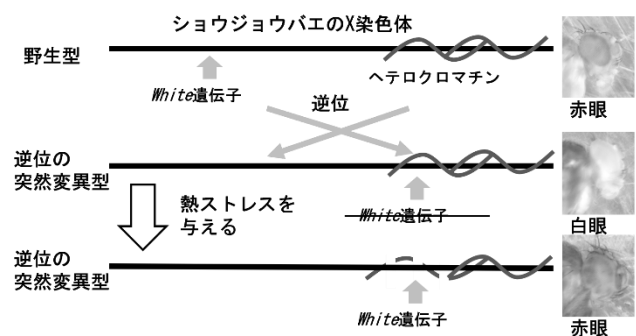 ショウジョウバエのX染色体
野生型
ヘテロクロマチン
White遺伝子
赤眼
逆位
逆位の
突然変異型
White遺伝子
白眼
熱ストレスを
与える
逆位の
突然変異型
White遺伝子
赤眼